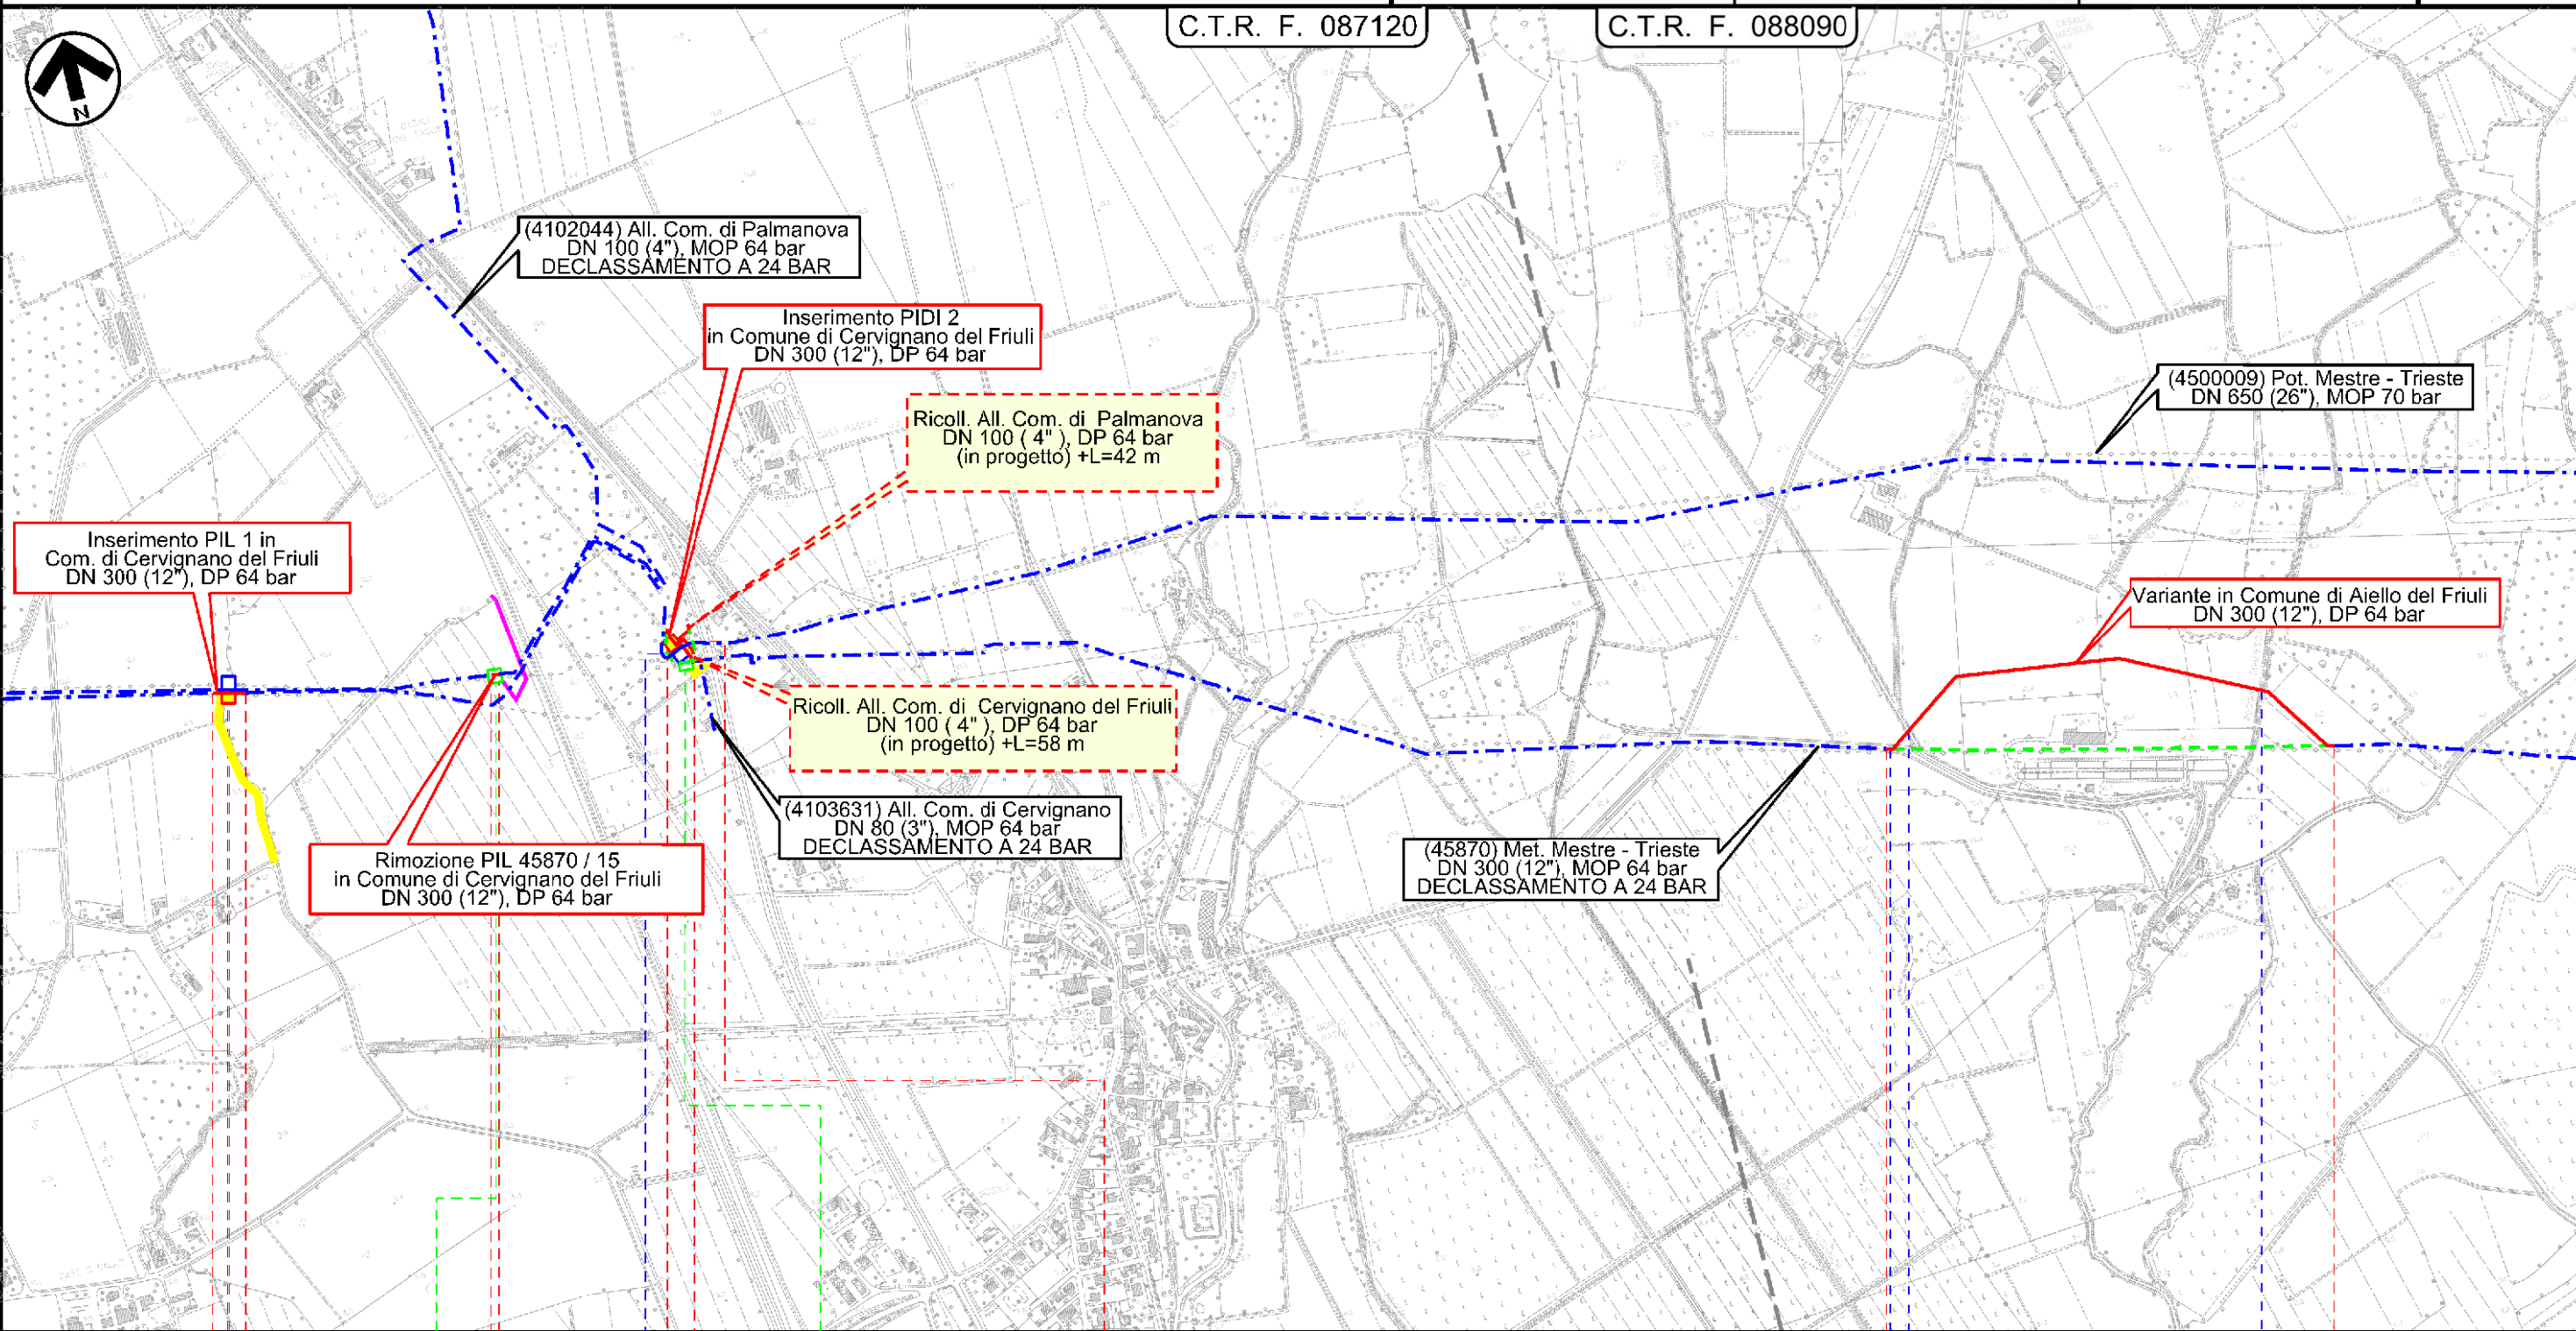 C.T.R. F. 087120
C.T.R. F. 088090
N
(4102044) All. Com. di Palmanova
DN 100 (4"), MOP 64 bar
DECLASSAMENTO A 24 BAR
Inserimento PIDI 2
in Comune di Cervignano del Friuli
DN 300 (12"), DP 64 bar
(4500009) Pot. Mestre - Trieste
DN 650 (26"), MOP 70 bar
Ricoll. All. Com. di Palmanova
DN 100 ( 4" ), DP 64 bar
(in progetto) +L=42 m
Inserimento PIL 1 in
Com. di Cervignano del Friuli
DN 300 (12"), DP 64 bar
Variante in Comune di Aiello del Friuli
DN 300 (12"), DP 64 bar
Ricoll. All. Com. di Cervignano del Friuli
DN 100 ( 4" ), DP 64 bar
(in progetto) +L=58 m
(4103631) All. Com. di Cervignano
DN 80 (3"), MOP 64 bar
DECLASSAMENTO A 24 BAR
Rimozione PIL 45870 / 15
in Comune di Cervignano del Friuli
DN 300 (12"), DP 64 bar
(45870) Met. Mestre - Trieste
DN 300 (12"), MOP 64 bar
DECLASSAMENTO A 24 BAR